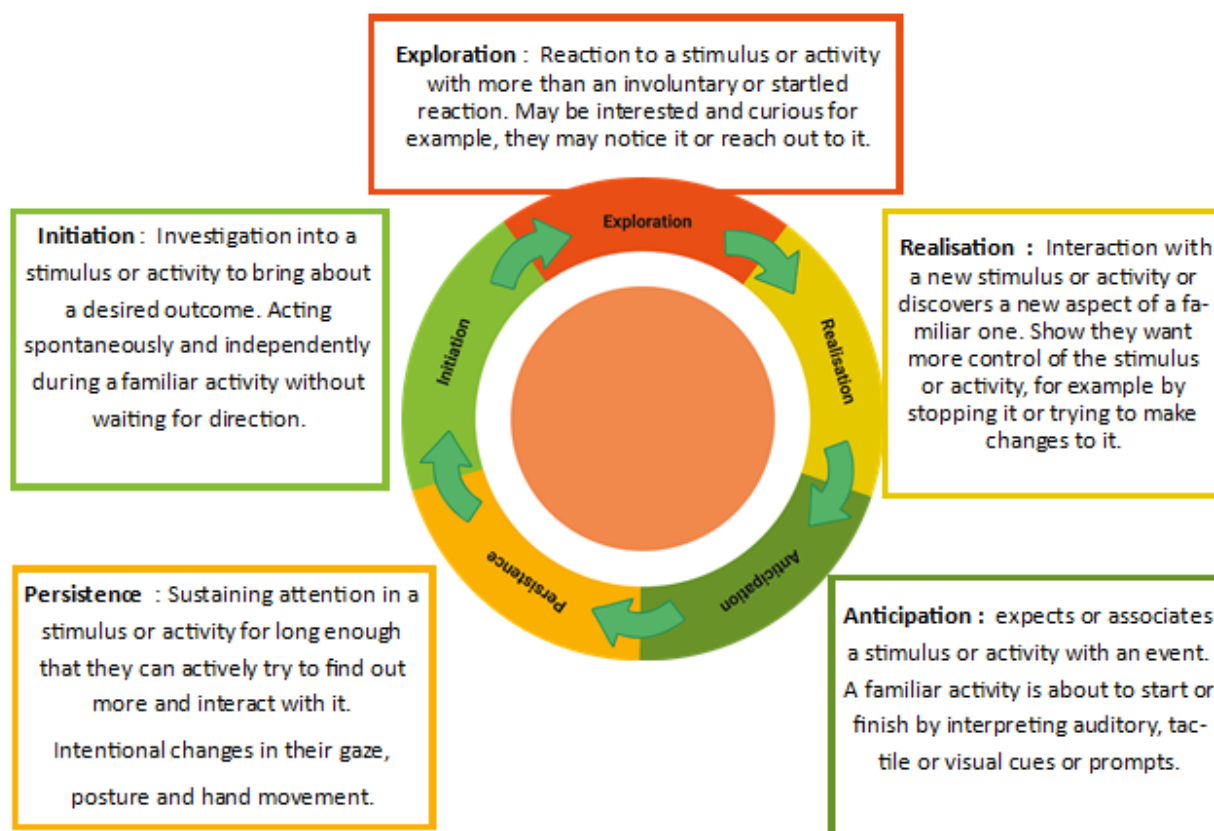 Exploration : Reaction to a stimulus or activity
with more than an involuntary or startled
reaction. May be interested and curious for
example, they may notice it or reach out to it.
Initiation : Investigation into a
stimulus or activity to bring about
a desired outcome. Acting
spontaneously and independently
during a familiar activity without
waiting for direction.
Exploration
Realisation
Anticipation
Persistence
Initiation
Realisation : Interaction with
a new stimulus or activity or
discovers a new aspect of a fa-
miliar one. Show they want
more control of the stimulus
or activity, for example by
stopping it or trying to make
changes to it.
Persistence : Sustaining attention in a
stimulus or activity for long enough
that they can actively try to find out
more and interact with it.
Intentional changes in their gaze,
posture and hand movement.
Anticipation : expects or associates
a stimulus or activity with an event.
A familiar activity is about to start or
finish by interpreting auditory, tac-
tile or visual cues or prompts.